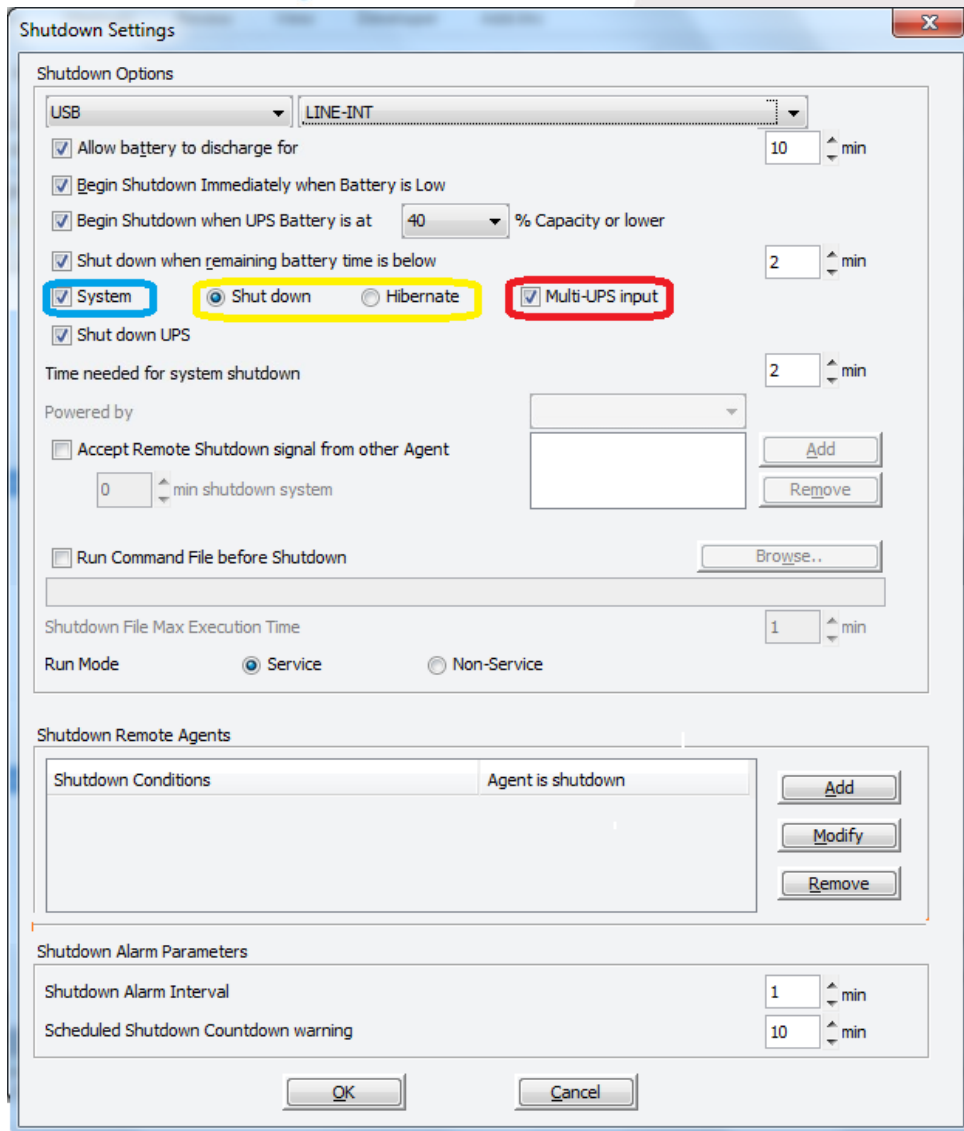 Shutdown Settings
Shutdown Options
USB LINE-INT
Allow battery to discharge for 10 min
Begin Shutdown Immediately when Battery is Low
Begin Shutdown when UPS Battery is at 40 % Capacity or lower
Shut down when remaining battery time is below 2 min
System Shut down Hibernate Multi-UPS input
Shut down UPS
Time needed for system shutdown 2 min
Powered by
Accept Remote Shutdown signal from other Agent Add
0 min shutdown system Remove
Run Command File before Shutdown Browse..
Shutdown File Max Execution Time 1 min
Run Mode Service Non-Service
Shutdown Remote Agents
Shutdown Conditions Agent is shutdown
Add
Modify
Remove
Shutdown Alarm Parameters
Shutdown Alarm Interval 1 min
Scheduled Shutdown Countdown warning 10 min
OK Cancel